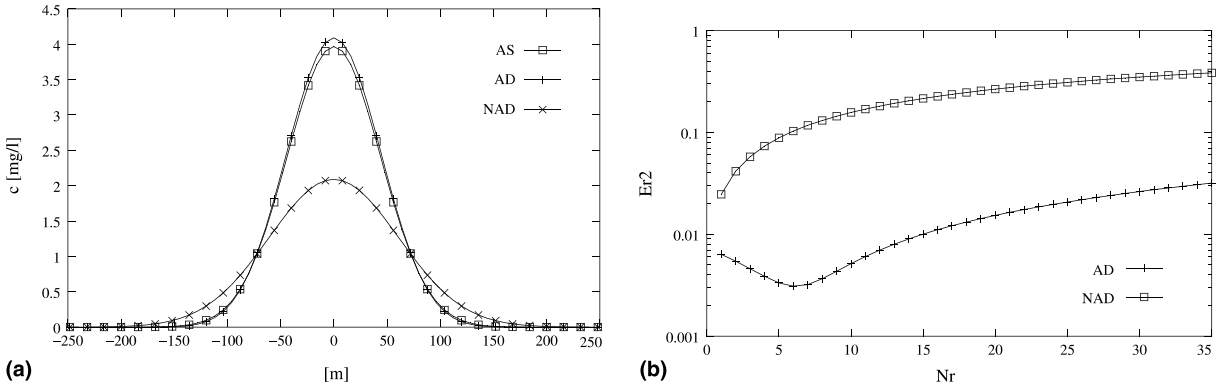 4.5
4
3.5
3
2.5
2
1.5
1
0.5
0
c [mg/l]
AS
AD
NAD
−250 −200 −150 −100 −50 0 50 100 150 200 250
[m]
(a)
1
0.1
0.01
0.001
Er2
AD
NAD
0 5 10 15 20 25 30 35
Nr
(b)